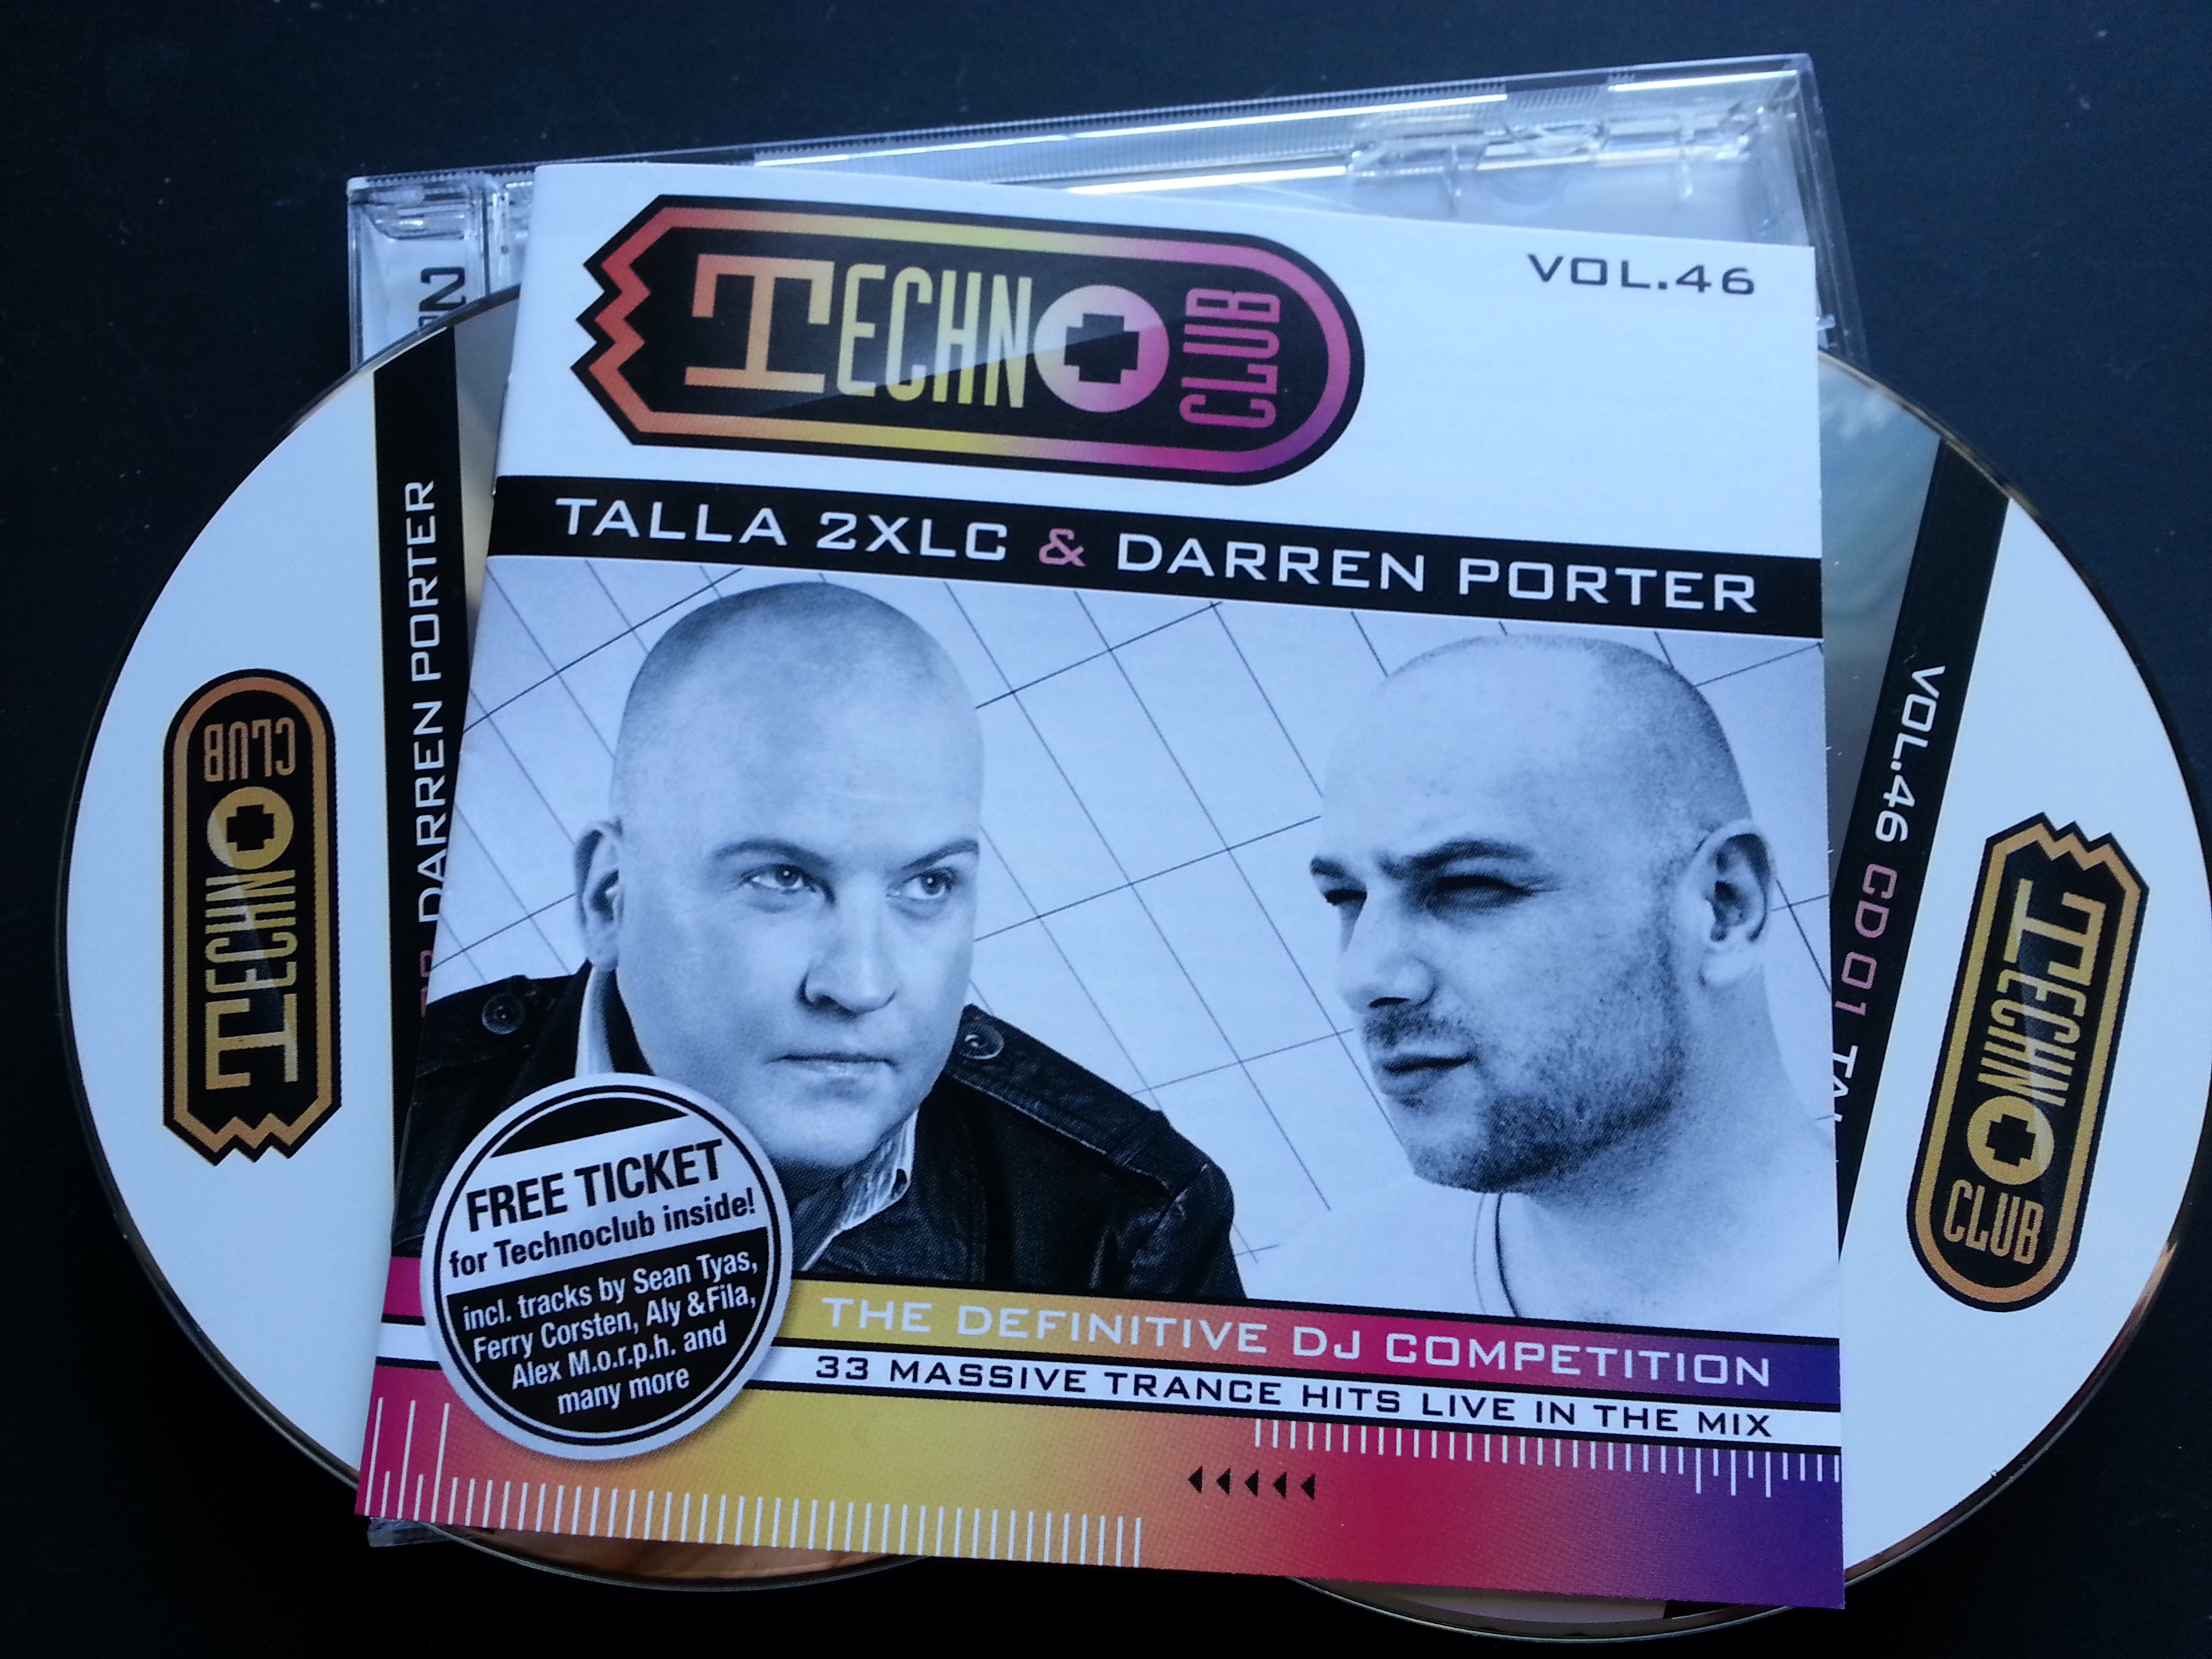 TECHNO CLUB
VOL.46
TALLA 2XLC & DARREN PORTER
FREE TICKET
for Technoclub inside!
incl. tracks by Sean Tyas,
Ferry Corsten, Aly & Fila,
Alex M.o.r.p.h. and
many more
THE DEFINITIVE DJ COMPETITION
33 MASSIVE TRANCE HITS LIVE IN THE MIX
DARREN PORTER
TECHNO CLUB
VOL.46 CD 01
TECHNO CLUB